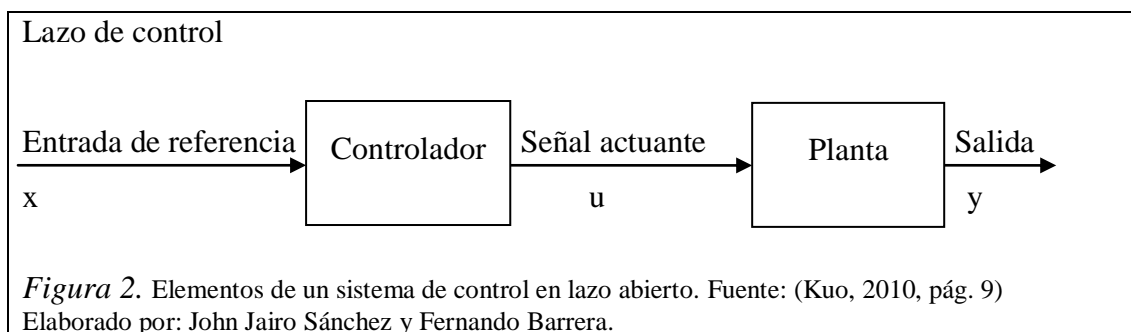 Lazo de control
Entrada de referencia
Controlador
Señal actuante
Planta
Salida
x
u
y
Figura 2. Elementos de un sistema de control en lazo abierto. Fuente: (Kuo, 2010, pág. 9)
Elaborado por: John Jairo Sánchez y Fernando Barrera.